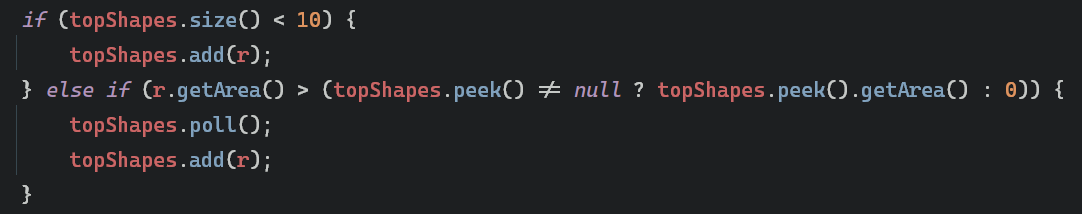 if (topShapes.size() < 10) {
    topShapes.add(r);
} else if (r.getArea() > (topShapes.peek() != null ? topShapes.peek().getArea() : 0)) {
    topShapes.poll();
    topShapes.add(r);
}